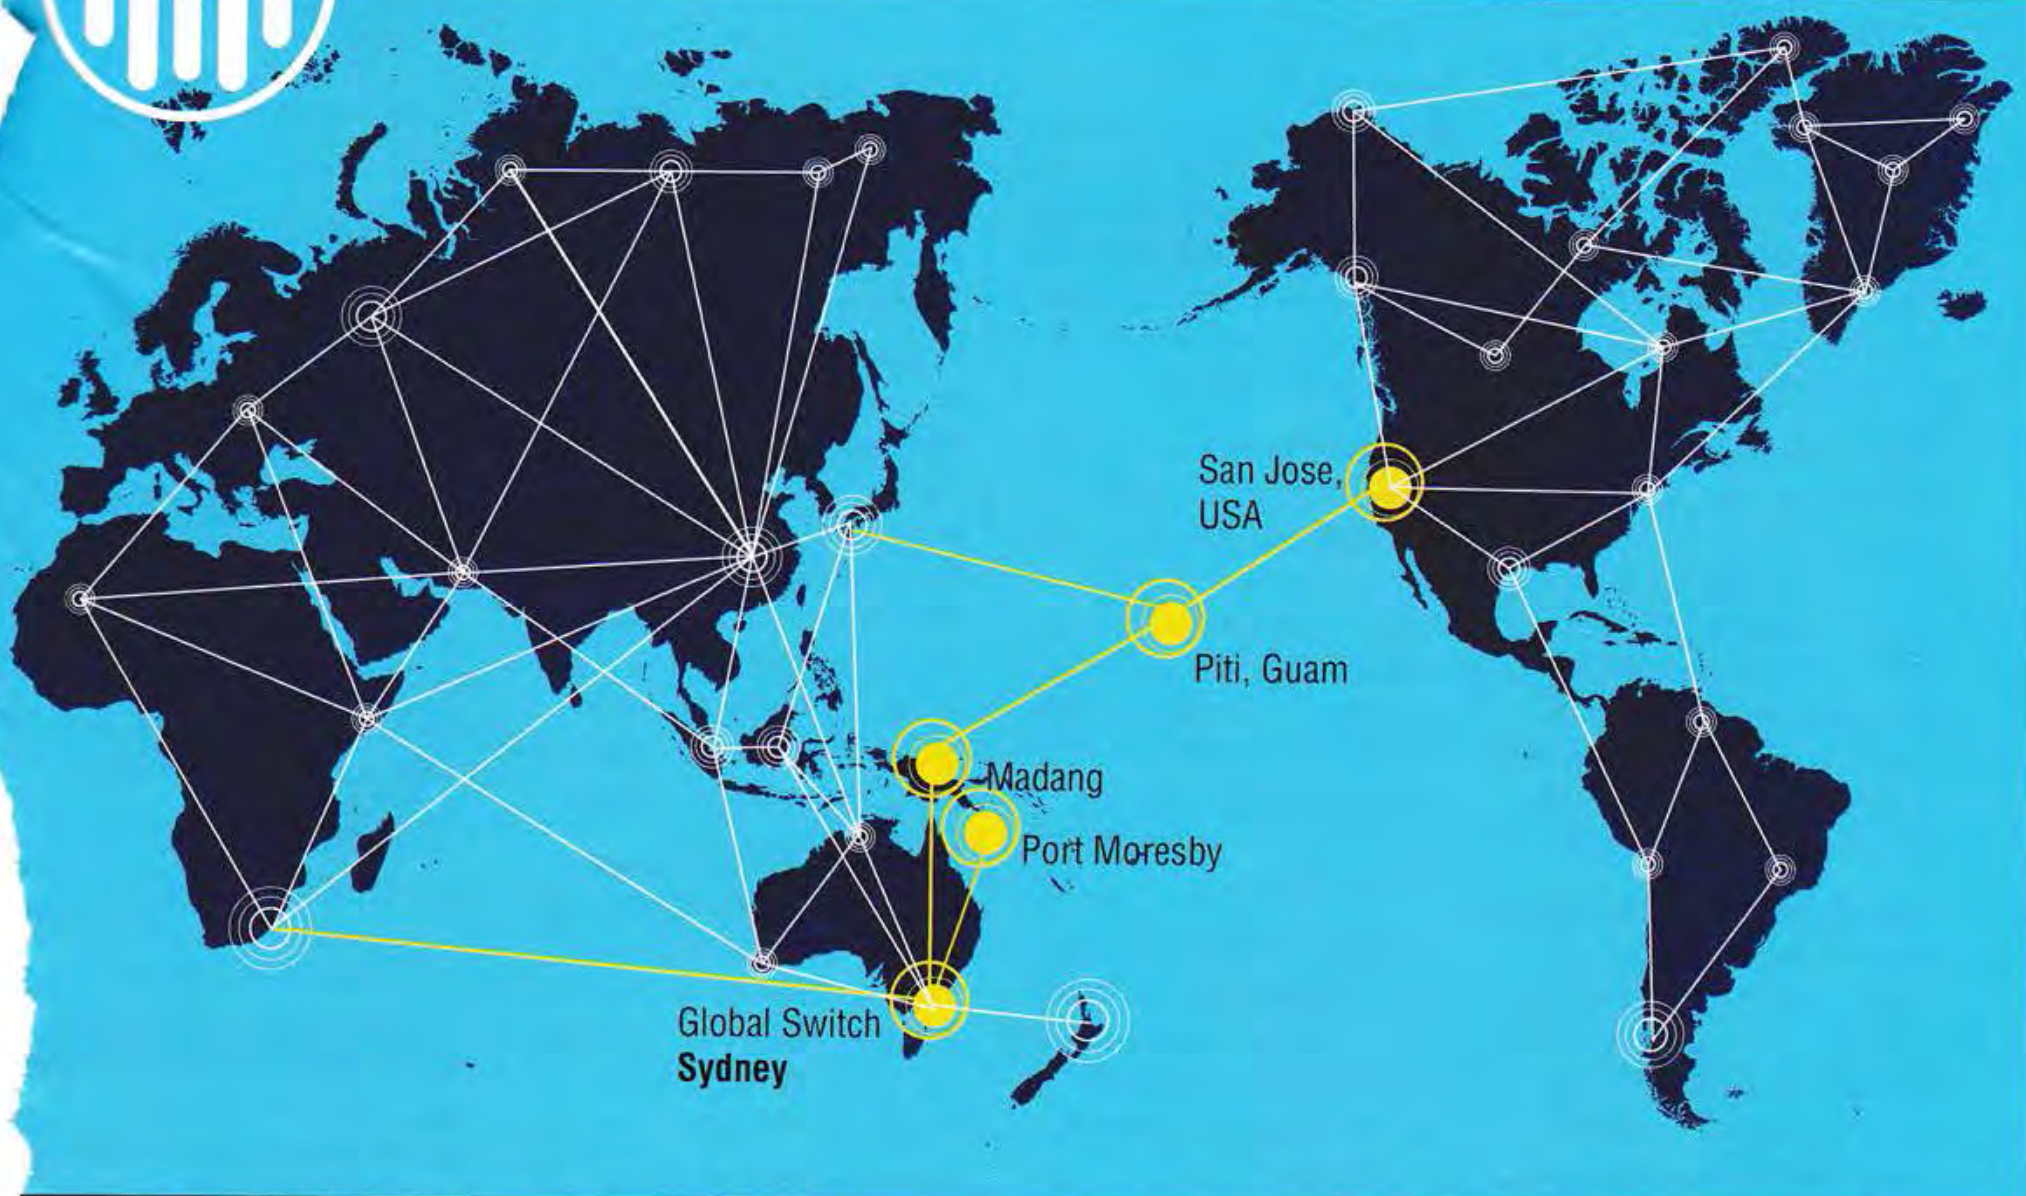 San Jose,
USA
Piti, Guam
Madang
Port Moresby
Global Switch
Sydney